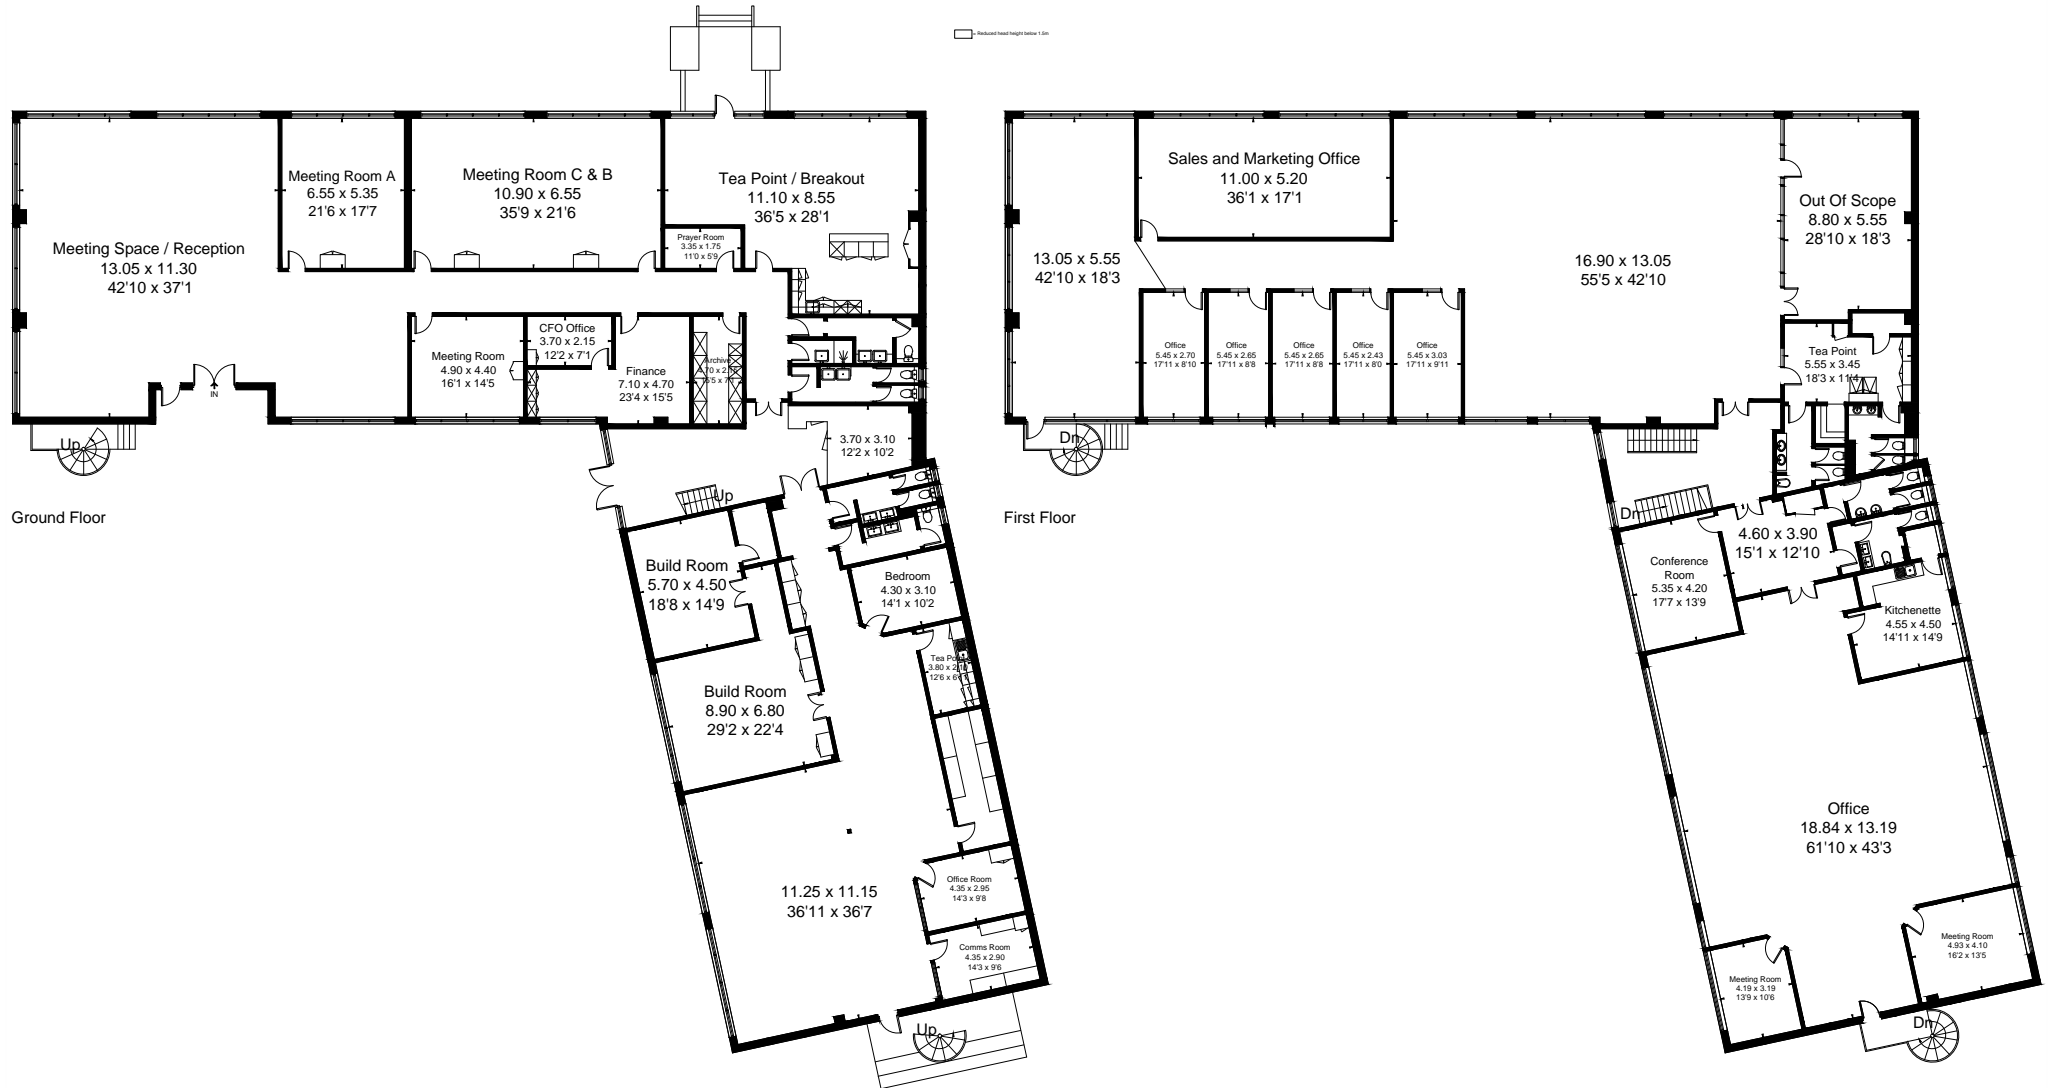 = Reduced head height below 1.5m
Meeting Space / Reception
13.05 x 11.30
42'10 x 37'1
Meeting Room A
6.55 x 5.35
21'6 x 17'7
Meeting Room C & B
10.90 x 6.55
35'9 x 21'6
Tea Point / Breakout
11.10 x 8.55
36'5 x 28'1
Prayer Room
3.35 x 1.75
11'0 x 5'9
Meeting Room
4.90 x 4.40
16'1 x 14'5
CFO Office
3.70 x 2.15
12'2 x 7'1
Finance
7.10 x 4.70
23'4 x 15'5
Archive
IN
Up
3.70 x 3.10
12'2 x 10'2
Up
Ground Floor
Build Room
5.70 x 4.50
18'8 x 14'9
Bedroom
4.30 x 3.10
14'1 x 10'2
Tea Point
3.80 x 2.10
12'6 x
Build Room
8.90 x 6.80
29'2 x 22'4
11.25 x 11.15
36'11 x 36'7
Office Room
4.35 x 2.95
14'3 x 9'8
Comms Room
4.35 x 2.90
14'3 x 9'6
Up
Sales and Marketing Office
11.00 x 5.20
36'1 x 17'1
13.05 x 5.55
42'10 x 18'3
16.90 x 13.05
55'5 x 42'10
Out Of Scope
8.80 x 5.55
28'10 x 18'3
Office
5.45 x 2.70
17'11 x 8'10
Office
5.45 x 2.65
17'11 x 8'8
Office
5.45 x 2.65
17'11 x 8'8
Office
5.45 x 2.43
17'11 x 8'0
Office
5.45 x 3.03
17'11 x 9'11
Tea Point
5.55 x 3.45
18'3 x 11'4
Dn
First Floor
Dn
4.60 x 3.90
15'1 x 12'10
Conference
Room
5.35 x 4.20
17'7 x 13'9
Kitchenette
4.55 x 4.50
14'11 x 14'9
Office
18.84 x 13.19
61'10 x 43'3
Meeting Room
4.93 x 4.10
16'2 x 13'5
Meeting Room
4.19 x 3.19
13'9 x 10'6
Dn